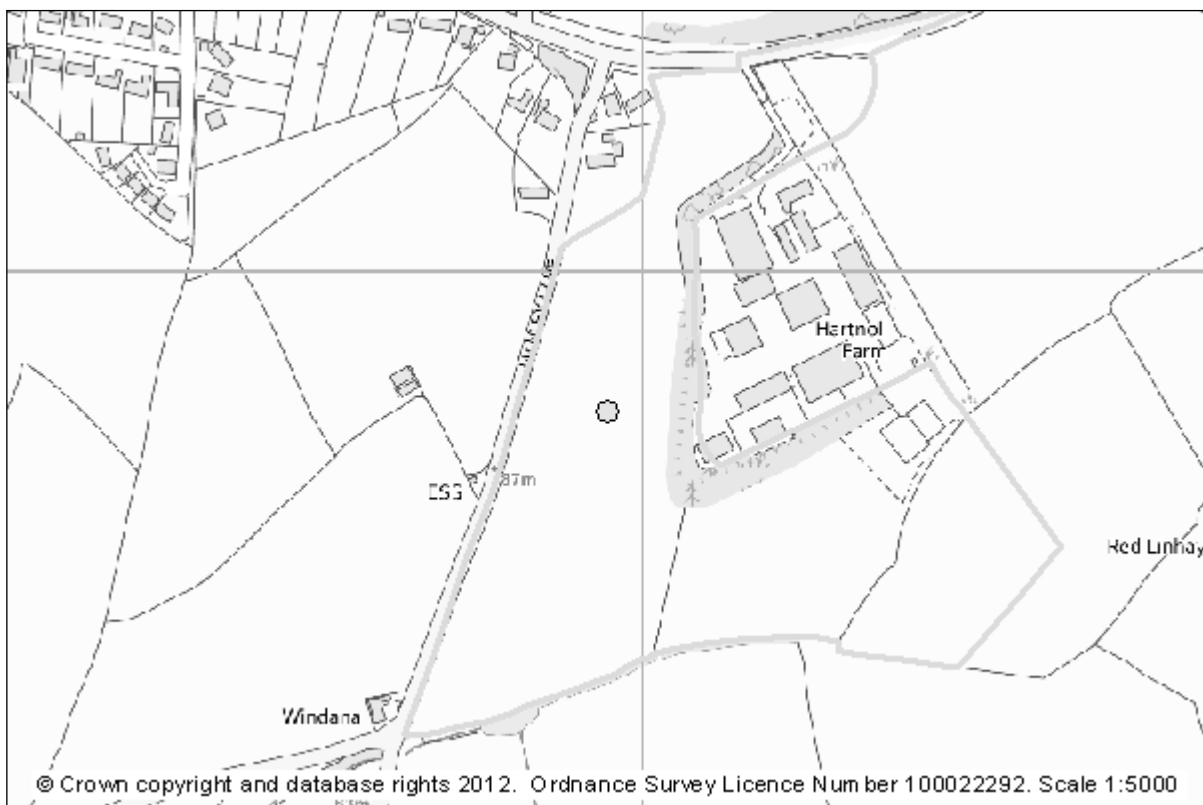 Hartnol
Farm
ESS
87m
Red Linhay
Windana
© Crown copyright and database rights 2012. Ordnance Survey Licence Number 100022292. Scale 1:5000